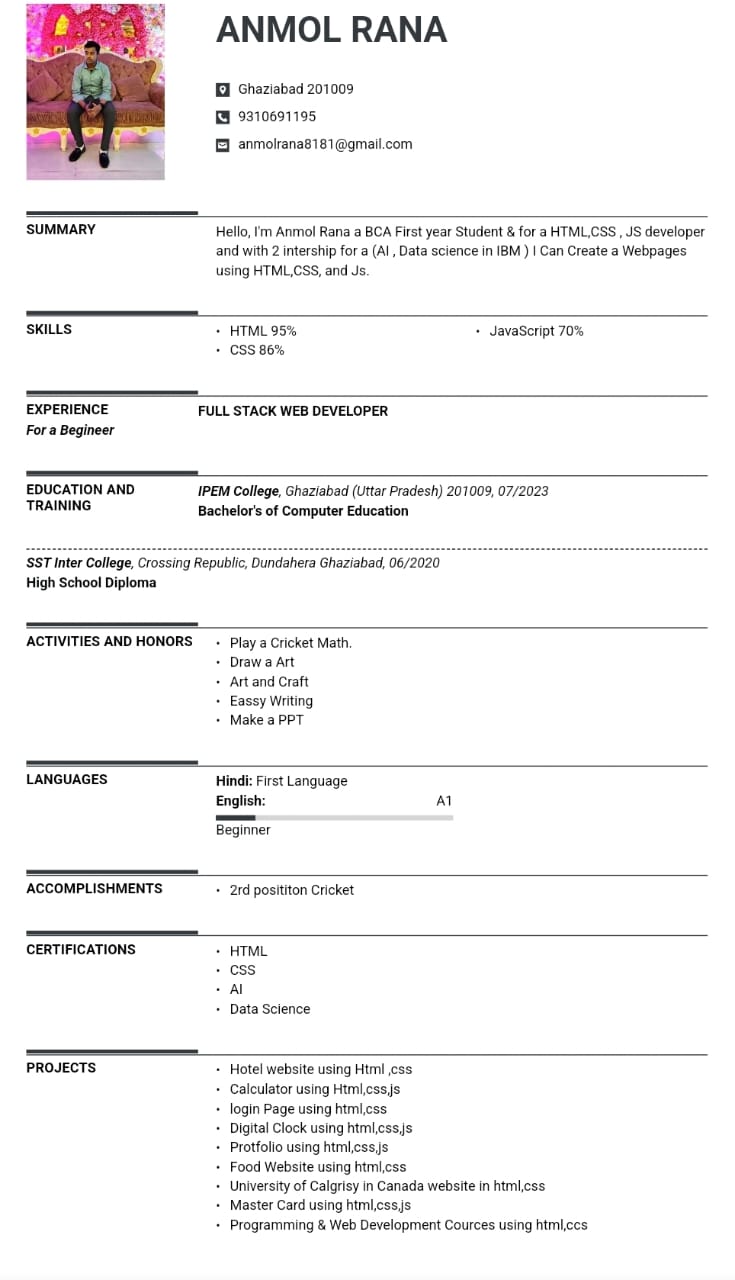 ANMOL RANA
Ghaziabad 201009
9310691195
anmolrana8181@gmail.com
SUMMARY
Hello, I'm Anmol Rana a BCA First year Student & for a HTML,CSS , JS developer
and with 2 intership for a (AI , Data science in IBM ) I Can Create a Webpages
using HTML,CSS, and Js.
SKILLS
• HTML 95%
• CSS 86%
• JavaScript 70%
EXPERIENCE
For a Begineer
FULL STACK WEB DEVELOPER
EDUCATION AND
TRAINING
IPEM College, Ghaziabad (Uttar Pradesh) 201009, 07/2023
Bachelor's of Computer Education
SST Inter College, Crossing Republic, Dundahera Ghaziabad, 06/2020
High School Diploma
ACTIVITIES AND HONORS
• Play a Cricket Math.
• Draw a Art
• Art and Craft
• Eassy Writing
• Make a PPT
LANGUAGES
Hindi: First Language
English: A1
Beginner
ACCOMPLISHMENTS
• 2rd posititon Cricket
CERTIFICATIONS
• HTML
• CSS
• AI
• Data Science
PROJECTS
• Hotel website using Html ,css
• Calculator using Html,css,js
• login Page using html,css
• Digital Clock using html,css,js
• Protfolio using html,css,js
• Food Website using html,css
• University of Calgrisy in Canada website in html,css
• Master Card using html,css,js
• Programming & Web Development Cources using html,ccs